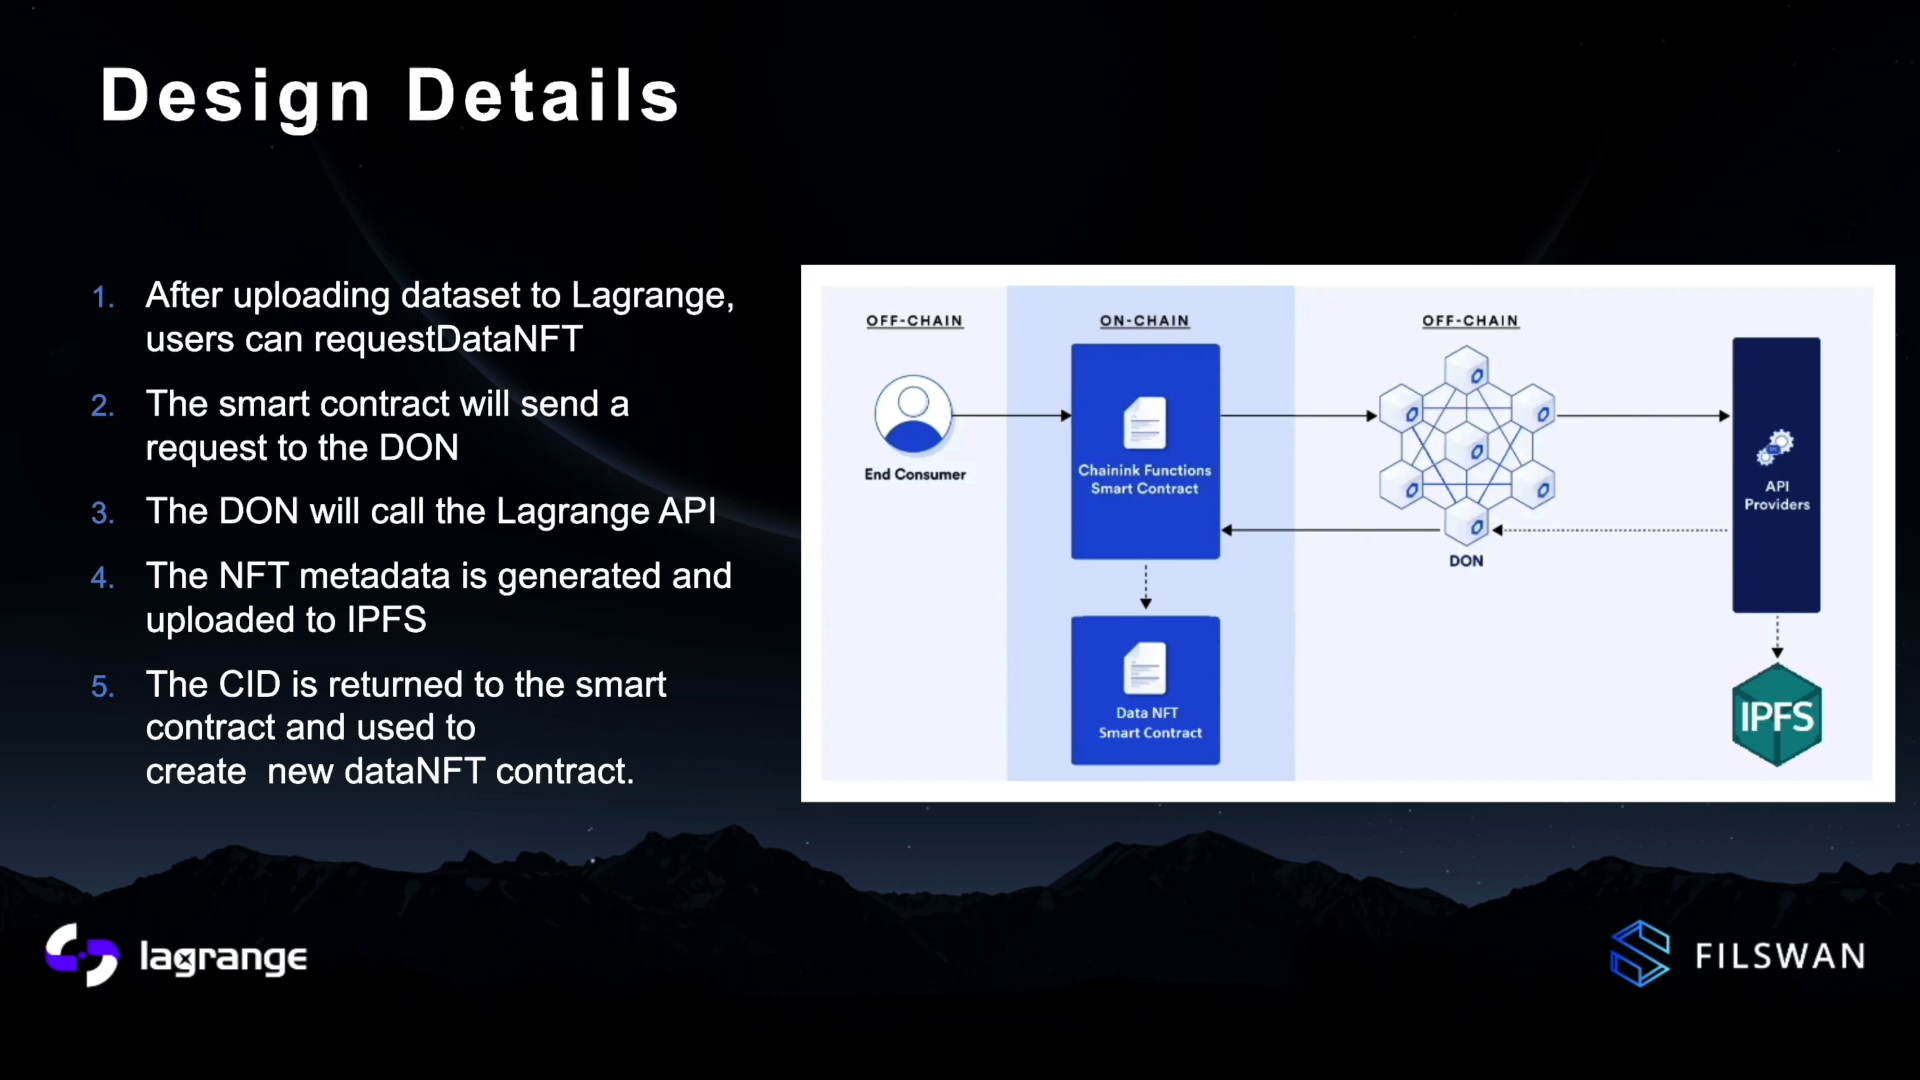 Design Details
1. After uploading dataset to Lagrange,
users can requestDataNFT
2. The smart contract will send a
request to the DON
3. The DON will call the Lagrange API
4. The NFT metadata is generated and
uploaded to IPFS
5. The CID is returned to the smart
contract and used to
create  new dataNFT contract.
OFF-CHAIN
ON-CHAIN
OFF-CHAIN
End Consumer
Chainink Functions
Smart Contract
DON
API
Providers
Data NFT
Smart Contract
IPFS
lagrange
FILSWAN